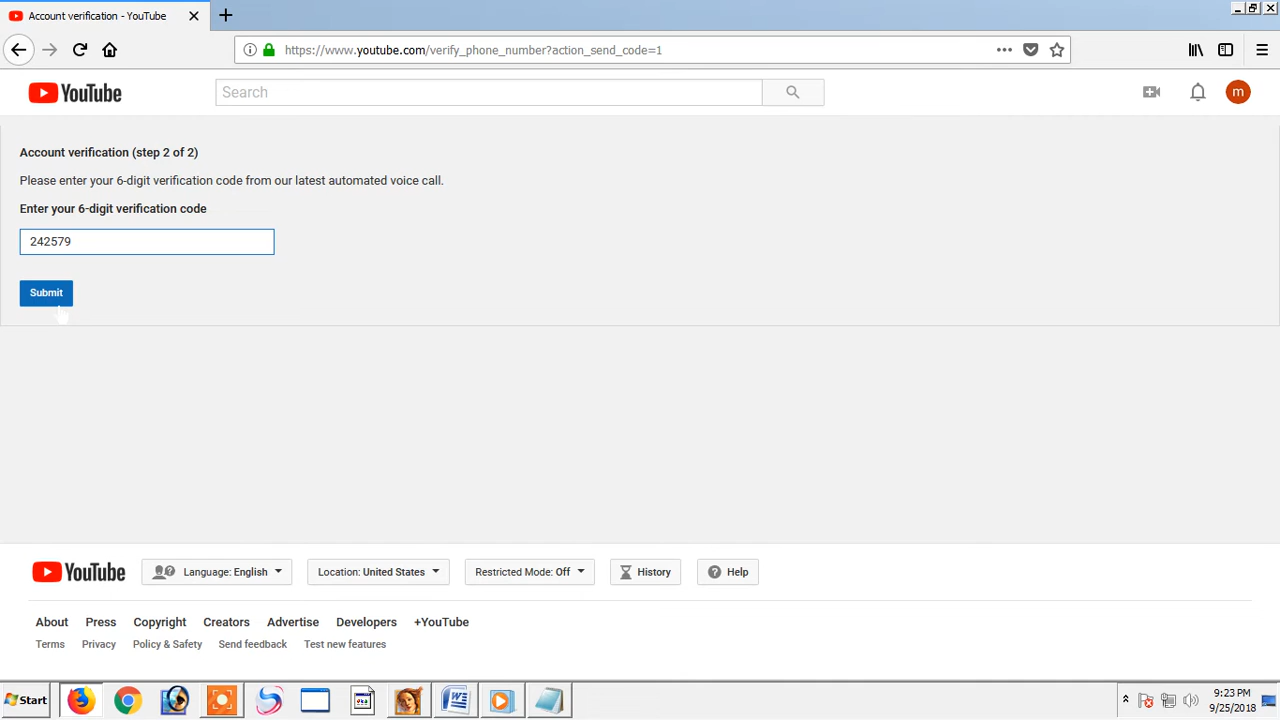 Account verification - YouTube
https://www.youtube.com/verify_phone_number?action_send_code=1
YouTube
Search
m
Account verification (step 2 of 2)
Please enter your 6-digit verification code from our latest automated voice call.
Enter your 6-digit verification code
242579
Submit
YouTube
Language: English
Location: United States
Restricted Mode: Off
History
Help
About Press Copyright Creators Advertise Developers +YouTube
Terms Privacy Policy & Safety Send feedback Test new features
Start
9:23 PM
9/25/2018